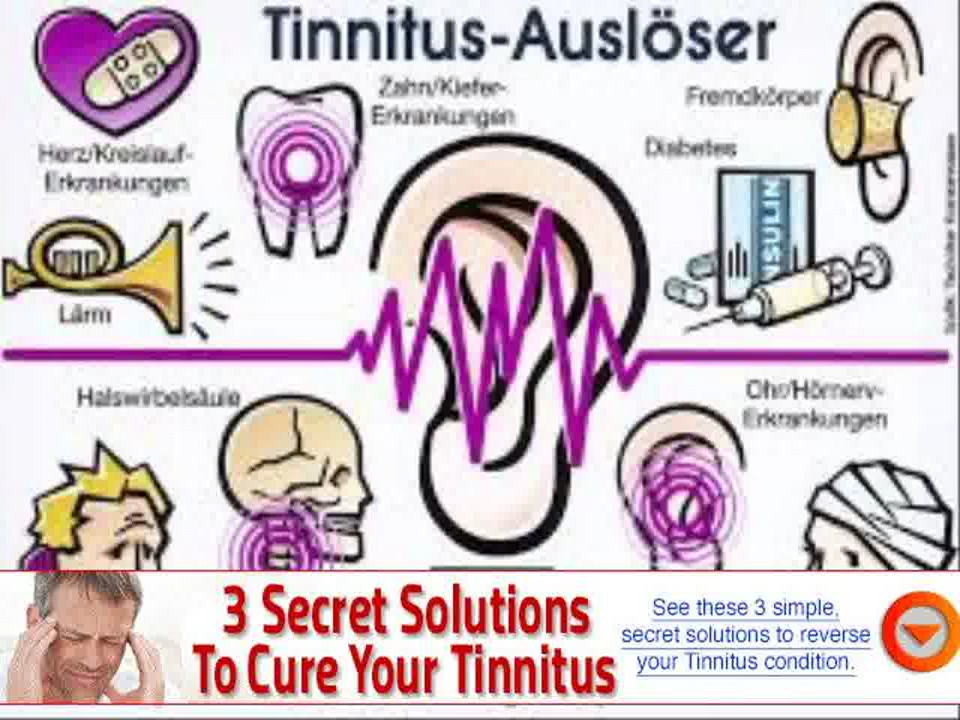 Tinnitus-Auslöser
Zahn/Kiefer-
Erkrankungen
Fremdkörper
Diabetes
Herz/Kreislauf-
Erkrankungen
INSULIN
Lärm
Halswirbelsäule
Ohr/Hörnerv-
Erkrankungen
3 Secret Solutions
To Cure Your Tinnitus
See these 3 simple,
secret solutions to reverse
your Tinnitus condition.